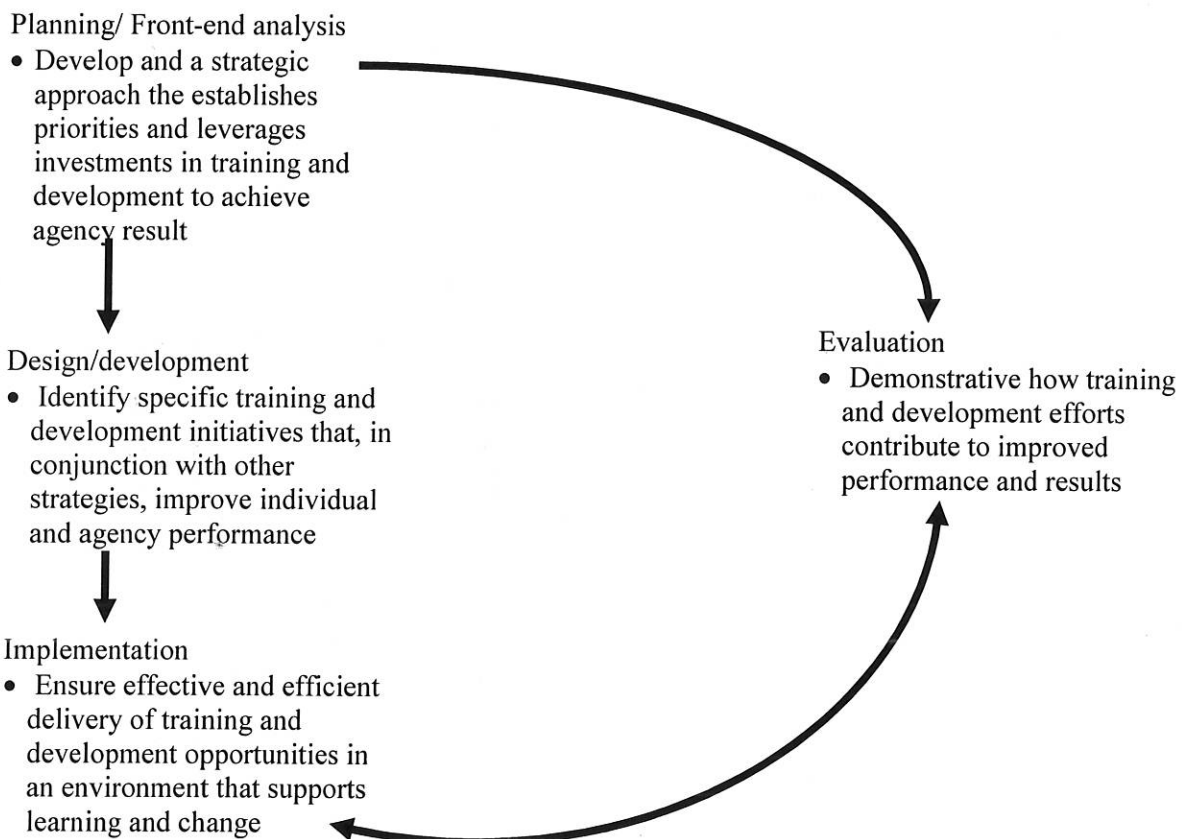 Planning/ Front-end analysis
• Develop and a strategic
approach the establishes
priorities and leverages
investments in training and
development to achieve
agency result
Design/development
• Identify specific training and
development initiatives that, in
conjunction with other
strategies, improve individual
and agency performance
Implementation
• Ensure effective and efficient
delivery of training and
development opportunities in
an environment that supports
learning and change
Evaluation
• Demonstrative how training
and development efforts
contribute to improved
performance and results